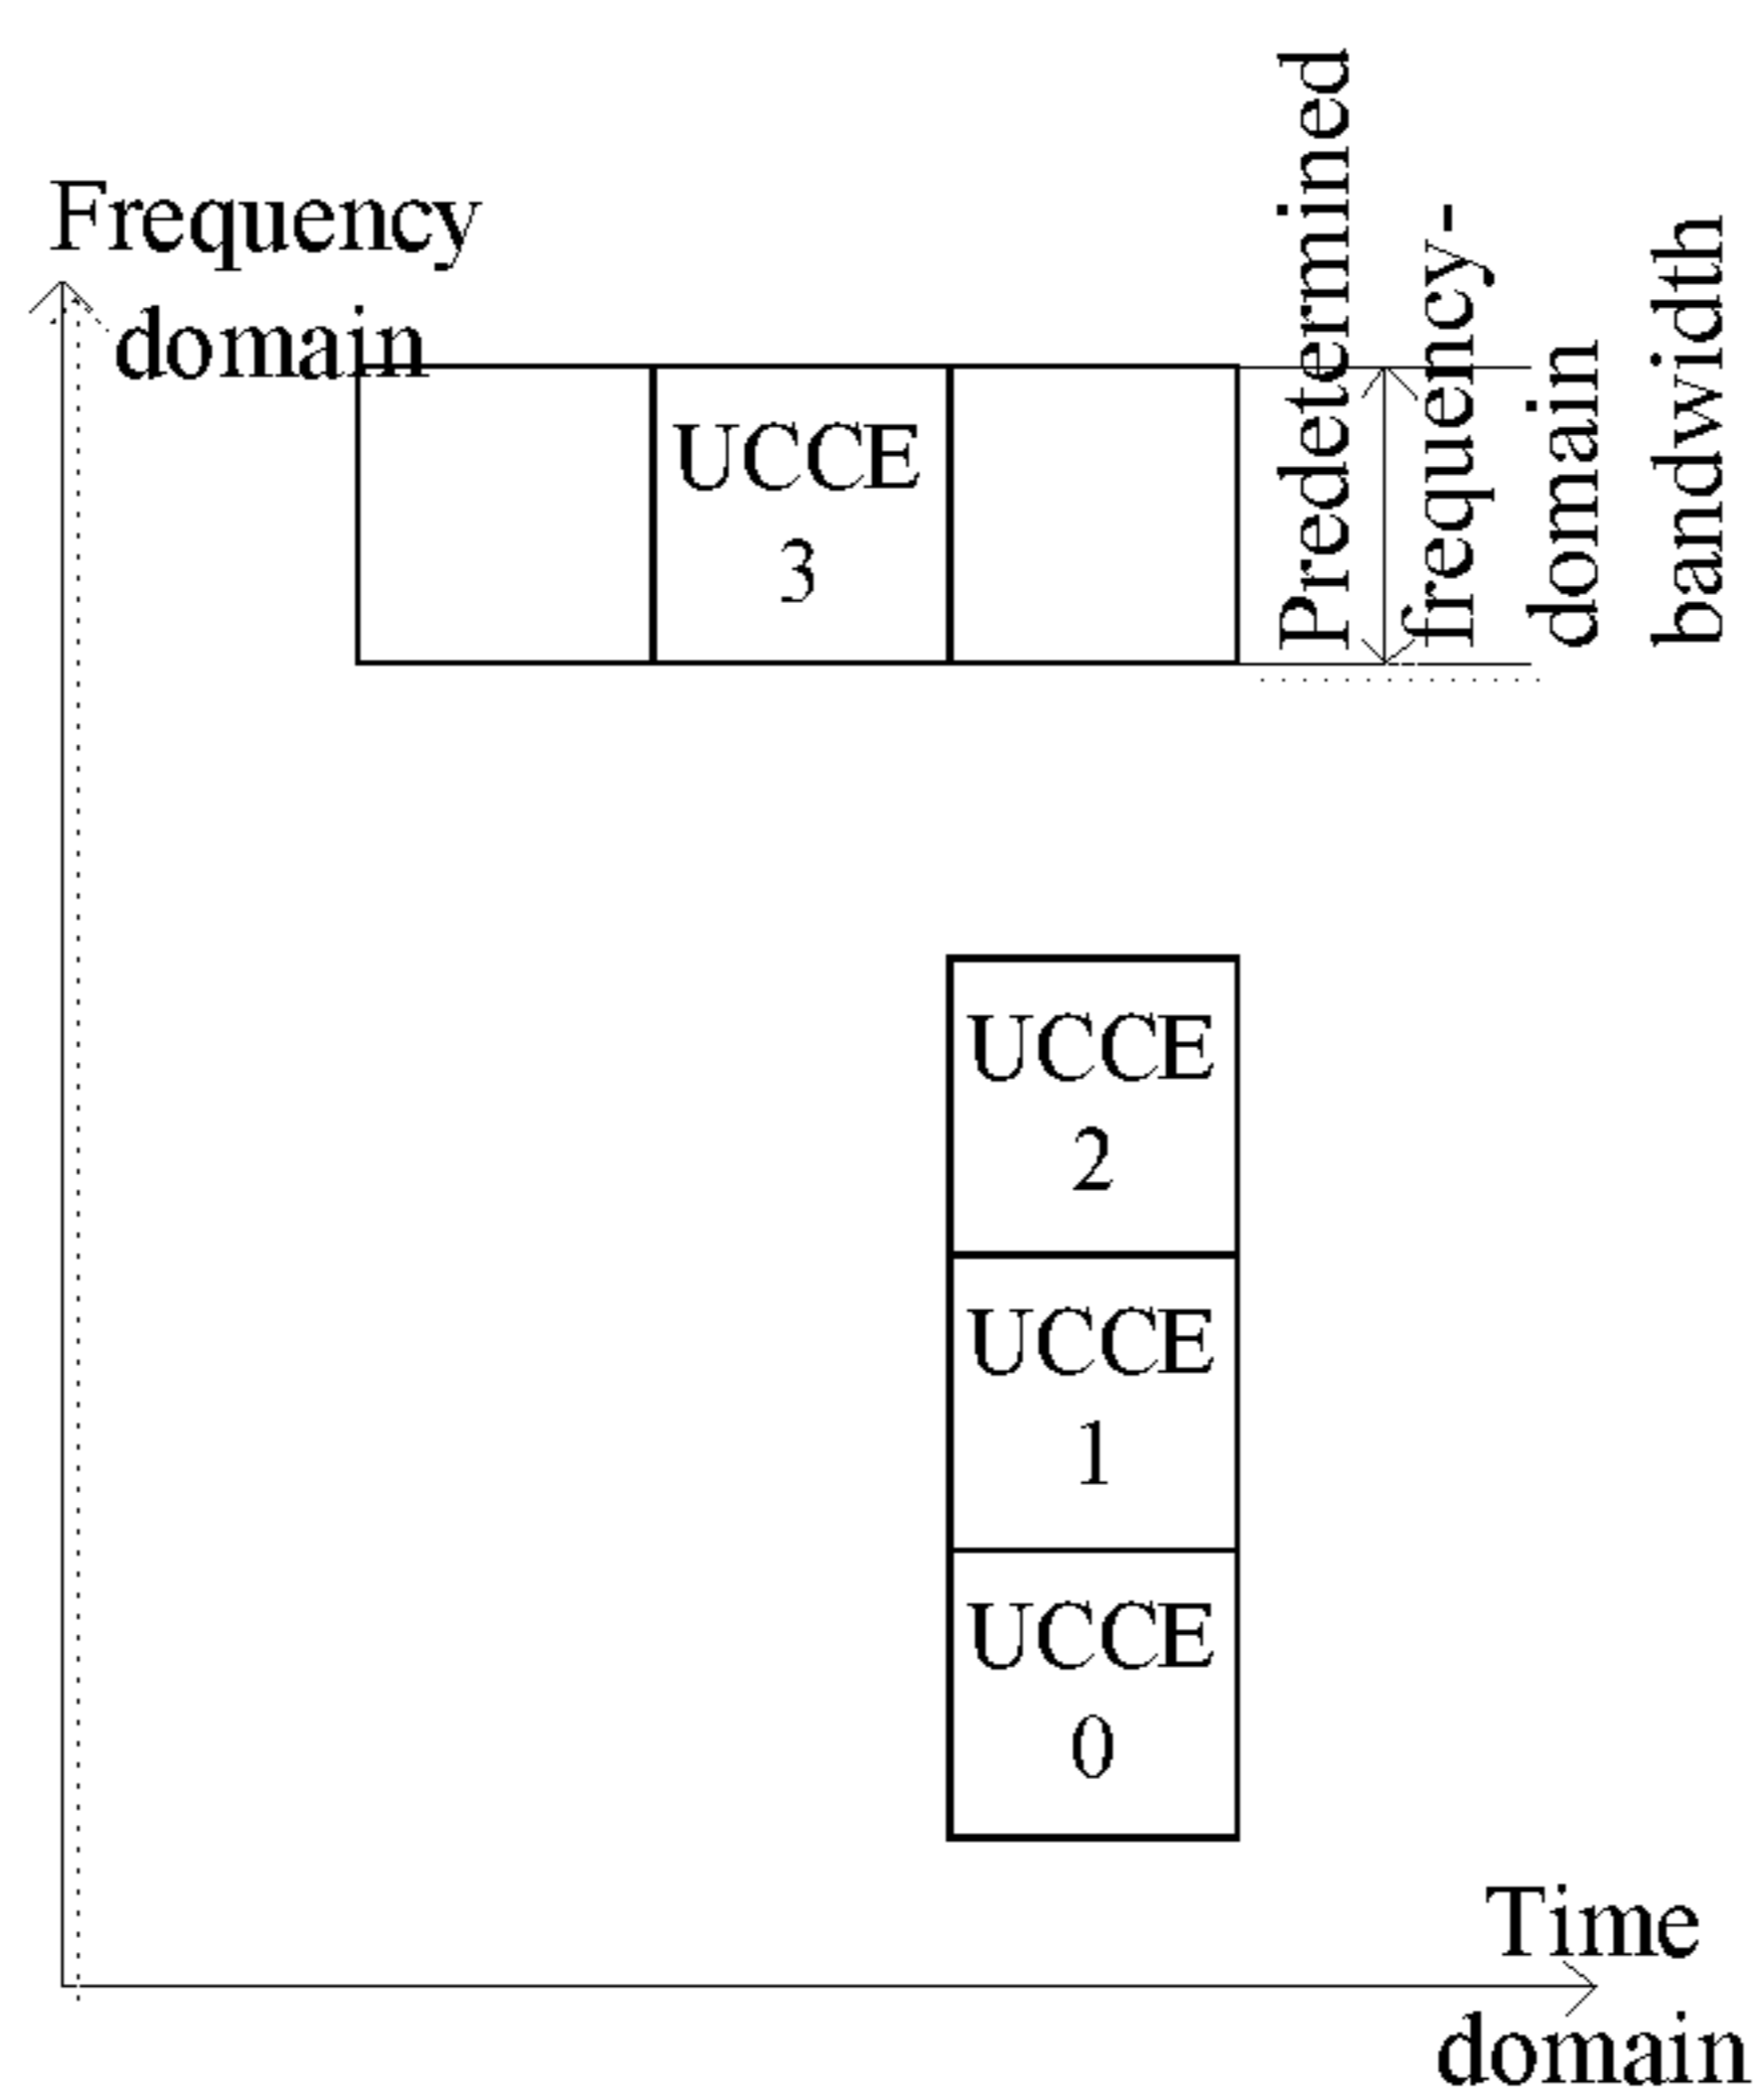 Frequency
domain
Predetermined
frequency-
domain
bandwidth
UCCE
3
UCCE
2
UCCE
1
UCCE
0
Time
domain